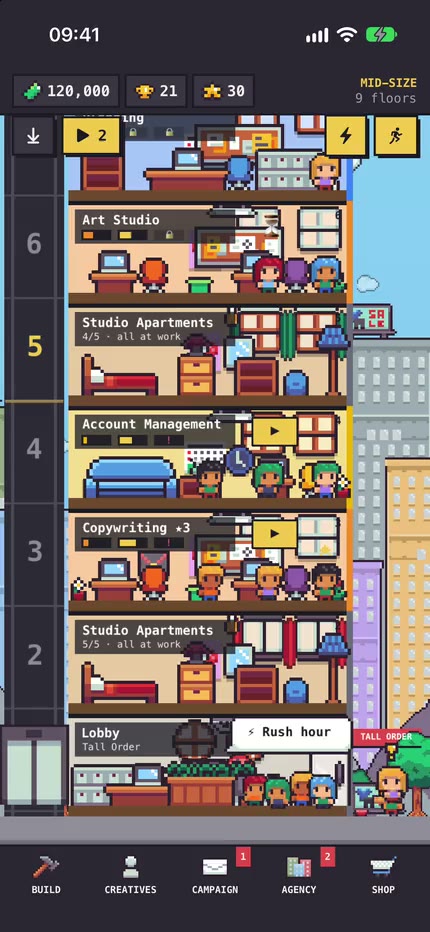 09:41
120,000
21
30
MID-SIZE
9 floors
2
6
Art Studio
5
Studio Apartments
4/5 · all at work
4
Account Management
3
Copywriting ★3
2
Studio Apartments
5/5 · all at work
Lobby
Tall Order
⚡ Rush hour
TALL ORDER
SA
LE
1
2
BUILD
CREATIVES
CAMPAIGN
AGENCY
SHOP